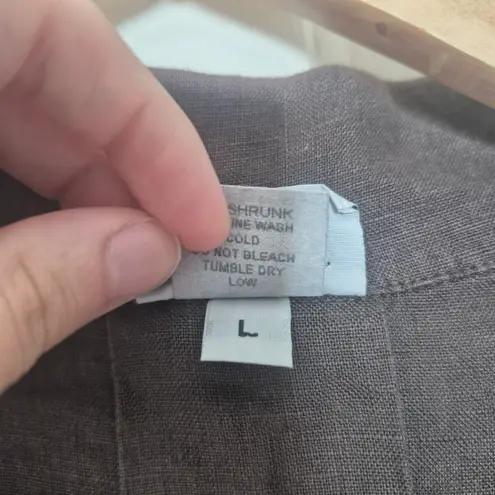 SHRUNK
INE WASH
COLD
NOT BLEACH
TUMBLE DRY
LOW
L